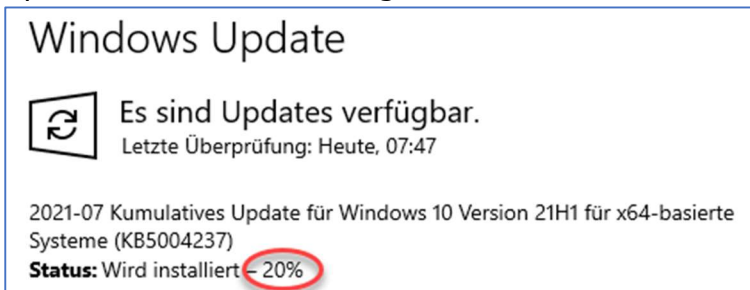 Windows Update
Es sind Updates verfügbar.
Letzte Überprüfung: Heute, 07:47
2021-07 Kumulatives Update für Windows 10 Version 21H1 für x64-basierte
Systeme (KB5004237)
Status: Wird installiert – 20%